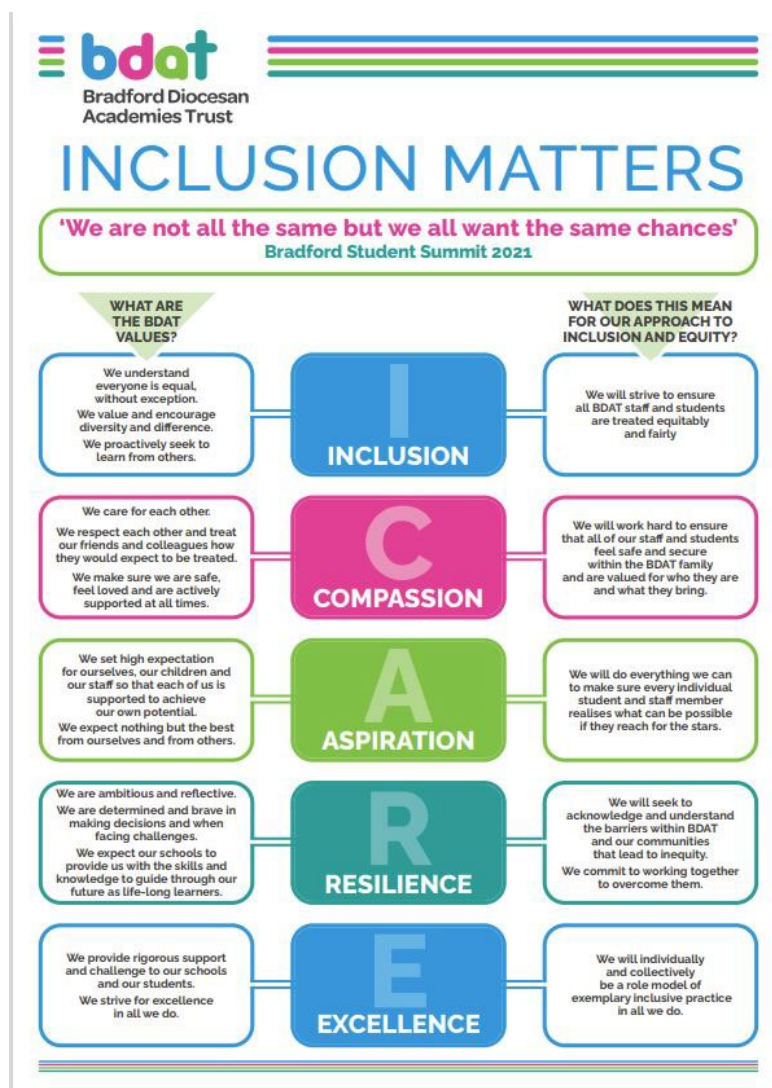 bdat
Bradford Diocesan
Academies Trust
INCLUSION MATTERS
‘We are not all the same but we all want the same chances’
Bradford Student Summit 2021
WHAT ARE
THE BDAT
VALUES?
WHAT DOES THIS MEAN
FOR OUR APPROACH TO
INCLUSION AND EQUITY?
We understand
everyone is equal,
without exception.
We value and encourage
diversity and difference.
We proactively seek to
learn from others.
I
INCLUSION
We will strive to ensure
all BDAT staff and students
are treated equitably
and fairly
We care for each other.
We respect each other and treat
our friends and colleagues how
they would expect to be treated.
We make sure we are safe,
feel loved and are actively
supported at all times.
C
COMPASSION
We will work hard to ensure
that all of our staff and students
feel safe and secure
within the BDAT family
and are valued for who they are
and what they bring.
We set high expectation
for ourselves, our children and
our staff so that each of us is
supported to achieve
our own potential.
We expect nothing but the best
from ourselves and from others.
A
ASPIRATION
We will do everything we can
to make sure every individual
student and staff member
realises what can be possible
if they reach for the stars.
We are ambitious and reflective.
We are determined and brave in
making decisions and when
facing challenges.
We expect our schools to
provide us with the skills and
knowledge to guide through our
future as life-long learners.
R
RESILIENCE
We will seek to
acknowledge and understand
the barriers within BDAT
and our communities
that lead to inequity.
We commit to working together
to overcome them.
We provide rigorous support
and challenge to our schools
and our students.
We strive for excellence
in all we do.
E
EXCELLENCE
We will individually
and collectively
be a role model of
exemplary inclusive practice
in all we do.